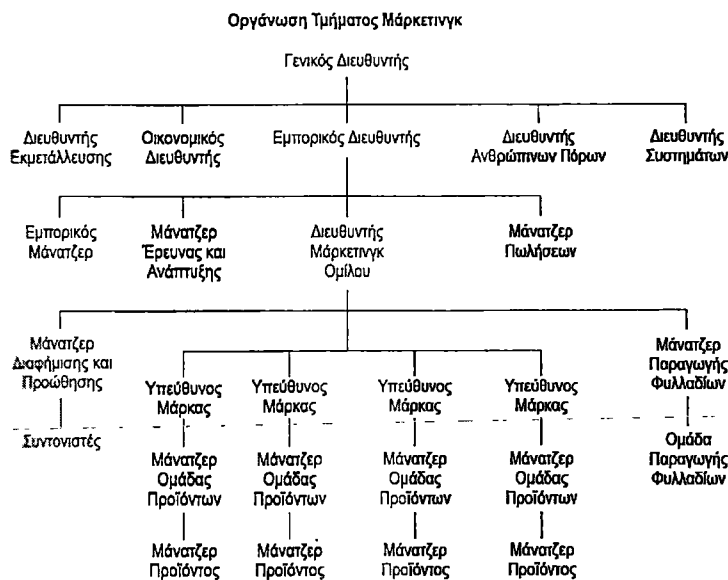 Οργάνωση Τμήματος Μάρκετινγκ
Γενικός Διευθυντής
Διευθυντής
Εκμετάλλευσης
Οικονομικός
Διευθυντής
Εμπορικός Διευθυντής
Διευθυντής
Ανθρώπινων Πόρων
Διευθυντής
Συστημάτων
Εμπορικός
Μάνατζερ
Μάνατζερ
Έρευνας και
Ανάπτυξης
Διευθυντής
Μάρκετινγκ
Ομίλου
Μάνατζερ
Πωλήσεων
Μάνατζερ
Διαφήμισης και
Προώθησης
Υπεύθυνος
Μάρκας
Υπεύθυνος
Μάρκας
Υπεύθυνος
Μάρκας
Υπεύθυνος
Μάρκας
Μάνατζερ
Παραγωγής
Φυλλαδίων
Συντονιστές
Μάνατζερ
Ομάδας
Προϊόντων
Μάνατζερ
Ομάδας
Προϊόντων
Μάνατζερ
Ομάδας
Προϊόντων
Μάνατζερ
Ομάδας
Προϊόντων
Ομάδα
Παραγωγής
Φυλλαδίων
Μάνατζερ
Προϊόντος
Μάνατζερ
Προϊόντος
Μάνατζερ
Προϊόντος
Μάνατζερ
Προϊόντος